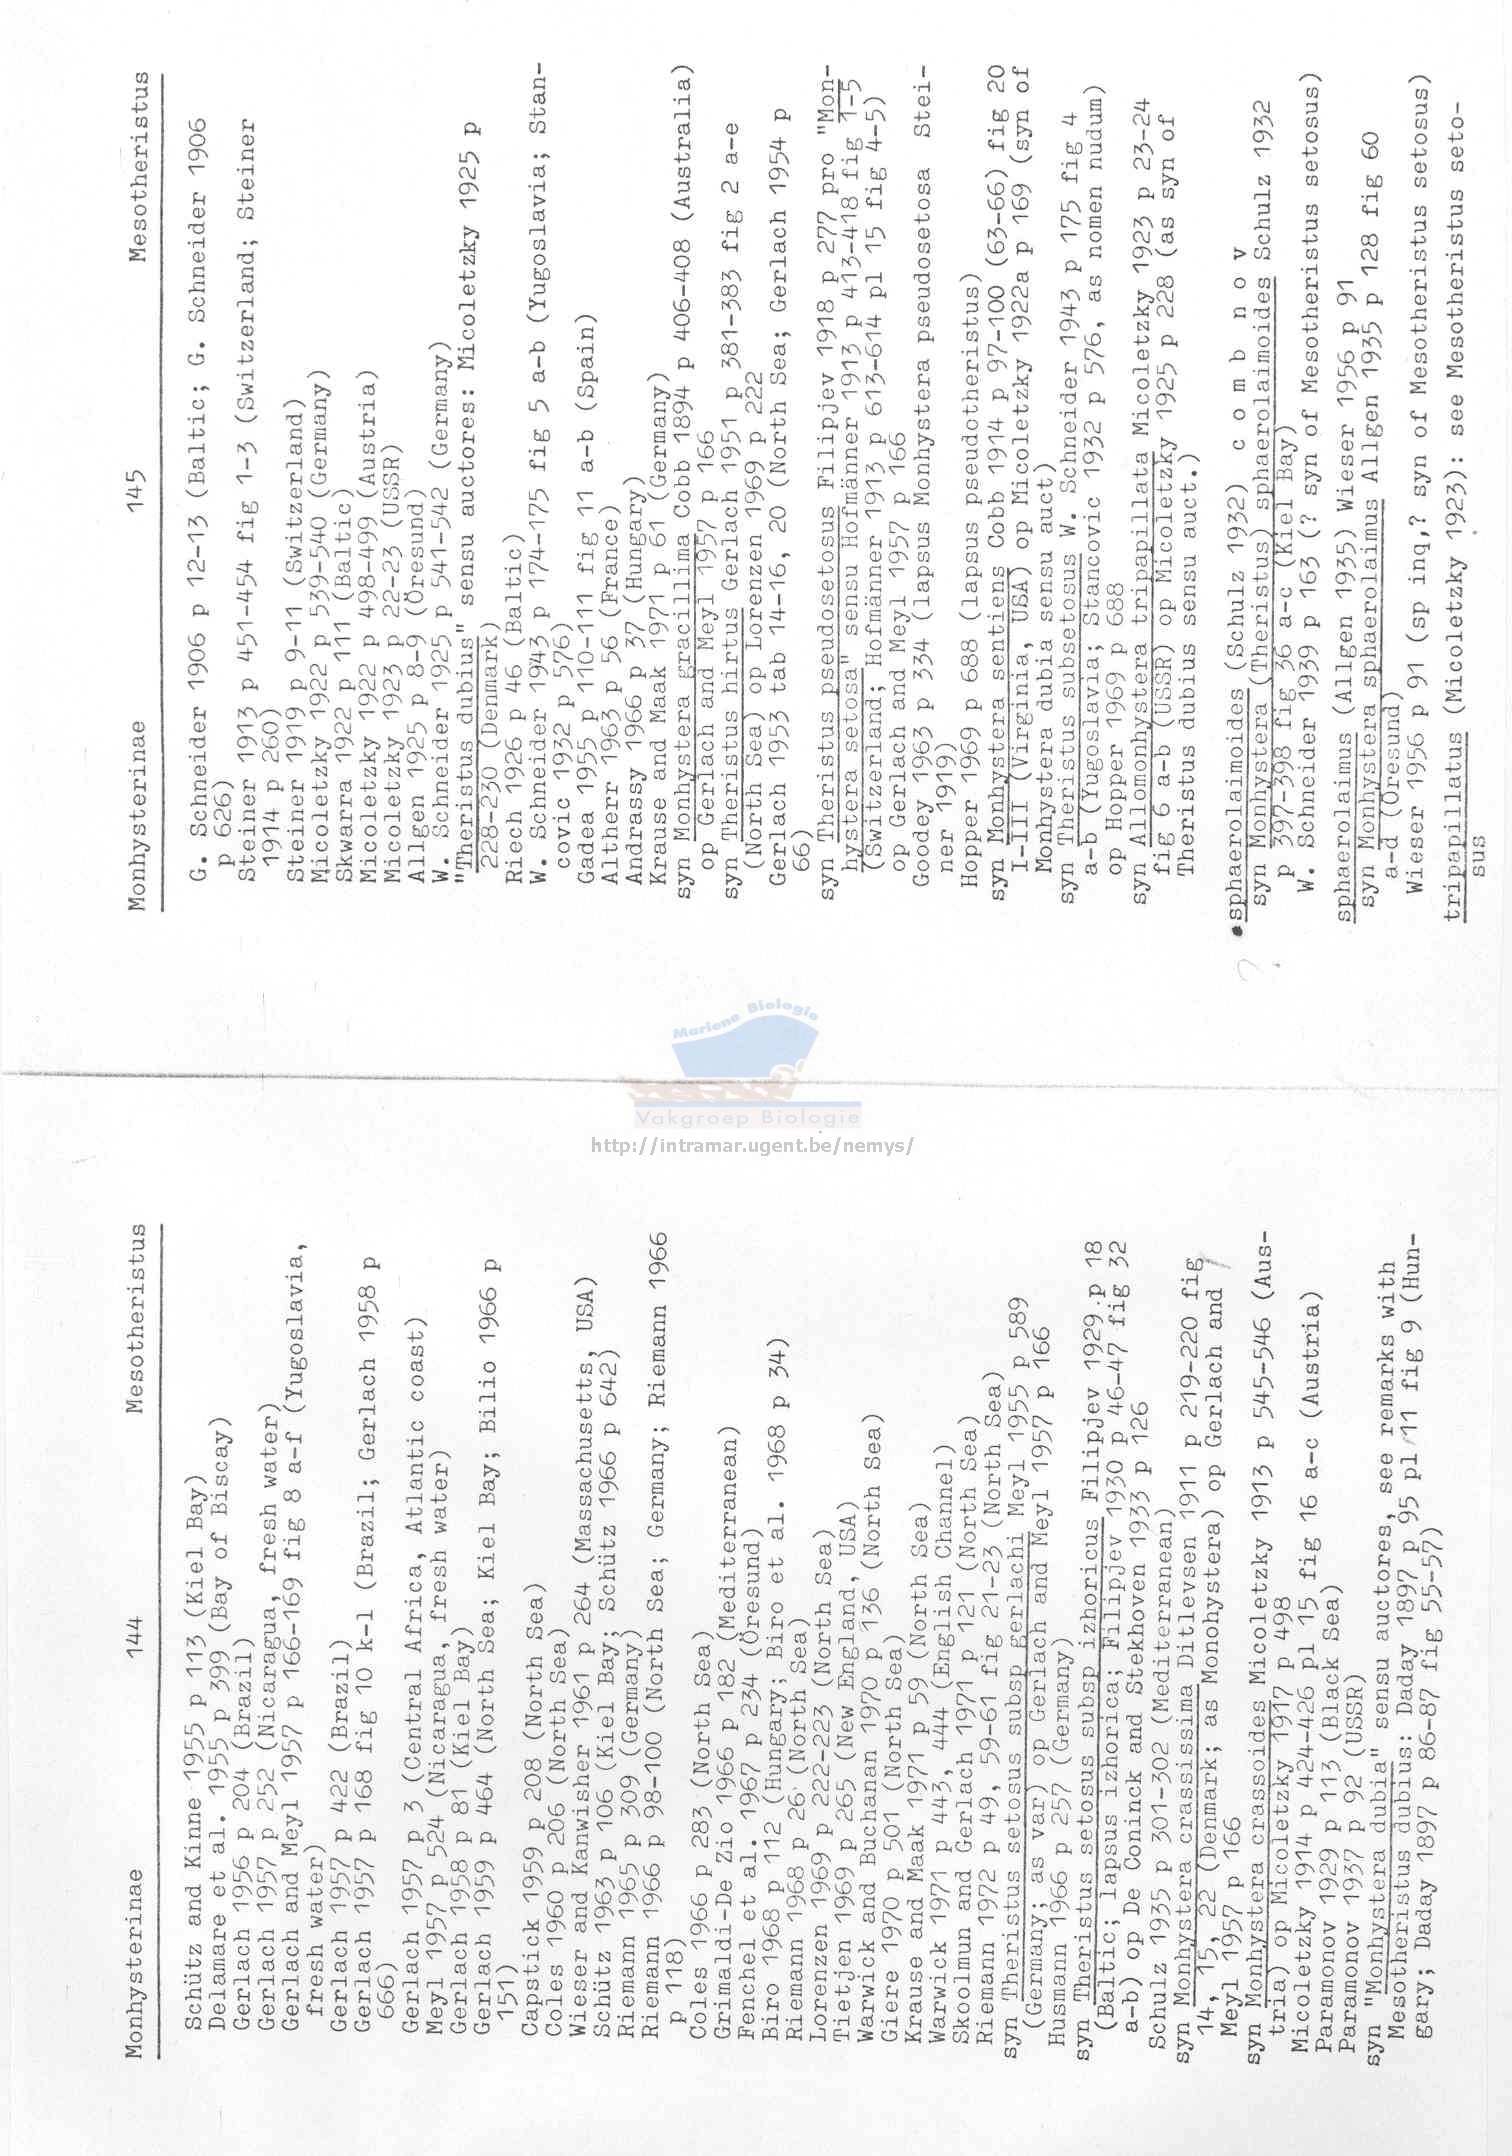 Monhysterinae 144 Mesotheristus
Schütz and Kinne 1955 p 113 (Kiel Bay)
Delamare et al. 1955 p 399 (Bay of Biscay)
Gerlach 1956 p 204 (Brazil)
Gerlach 1957 p 252 (Nicaragua, fresh water)
Gerlach and Meyl 1957 p 166-169 fig 8 a-f (Yugoslavia,
fresh water)
Gerlach 1957 p 422 (Brazil)
Gerlach 1957 p 168 fig 10 k-l (Brazil; Gerlach 1958 p
666)
Gerlach 1957 p 3 (Central Africa, Atlantic coast)
Meyl 1957 p 524 (Nicaragua, fresh water)
Gerlach 1958 p 81 (Kiel Bay)
Gerlach 1959 p 464 (North Sea; Kiel Bay; Bilio 1966 p
151)
Capstick 1959 p 208 (North Sea)
Coles 1960 p 206 (North Sea)
Wieser and Kanwisher 1961 p 264 (Massachusetts, USA)
Schütz 1963 p 106 (Kiel Bay; Schütz 1966 p 642)
Riemann 1965 p 309 (Germany)
Riemann 1966 p 98-100 (North Sea; Germany; Riemann 1966
p 118)
Coles 1966 p 283 (North Sea)
Grimaldi-De Zio 1966 p 182 (Mediterranean)
Fenchel et al. 1967 p 234 (Öresund)
Biro 1968 p 112 (Hungary; Biro et al. 1968 p 34)
Riemann 1968 p 26 (North Sea)
Lorenzen 1969 p 222-223 (North Sea)
Tietjen 1969 p 265 (New England, USA)
Warwick and Buchanan 1970 p 136 (North Sea)
Giere 1970 p 501 (North Sea)
Krause and Maak 1971 p 59 (North Sea)
Warwick 1971 p 443, 444 (English Channel)
Skoolmun and Gerlach 1971 p 121 (North Sea)
Riemann 1972 p 49, 59-61 fig 21-23 (North Sea)
syn Theristus setosus subsp gerlachi Meyl 1955 p 589
(Germany; as var) op Gerlach and Meyl 1957 p 166
Husmann 1966 p 257 (Germany)
syn Theristus setosus subsp izhoricus Filipjev 1929 p 18
(Baltic; lapsus izhorica; Filipjev 1930 p 46-47 fig 32
a-b) op De Coninck and Stekhoven 1933 p 126
Schulz 1935 p 301-302 (Mediterranean)
syn Monhystera crassissima Ditlevsen 1911 p 219-220 fig
14, 15, 22 (Denmark; as Monohystera) op Gerlach and
Meyl 1957 p 166
syn Monhystera crassoides Micoletzky 1913 p 545-546 (Aus-
tria) op Micoletzky 1917 p 498
Micoletzky 1914 p 424-426 pl 15 fig 16 a-c (Austria)
Paramonov 1929 p 113 (Black Sea)
Paramonov 1937 p 92 (USSR)
syn "Monhystera dubia" sensu auctores, see remarks with
Mesotheristus dubius: Daday 1897 p 95 pl 11 fig 9 (Hun-
gary; Daday 1897 p 86-87 fig 55-57)
Monhysterinae 145 Mesotheristus
G. Schneider 1906 p 12-13 (Baltic; G. Schneider 1906
p 626)
Steiner 1913 p 451-454 fig 1-3 (Switzerland; Steiner
1914 p 260)
Steiner 1919 p 9-11 (Switzerland)
Micoletzky 1922 p 539-540 (Germany)
Skwarra 1922 p 111 (Baltic)
Micoletzky 1922 p 498-499 (Austria)
Micoletzky 1923 p 22-23 (USSR)
Allgen 1925 p 8-9 (Öresund)
W. Schneider 1925 p 541-542 (Germany)
"Theristus dubius" sensu auctores: Micoletzky 1925 p
228-230 (Denmark)
Riech 1926 p 46 (Baltic)
W. Schneider 1943 p 174-175 fig 5 a-b (Yugoslavia; Stan-
covic 1932 p 576)
Gadea 1955 p 110-111 fig 11 a-b (Spain)
Altherr 1963 p 56 (France)
Andrassy 1966 p 37 (Hungary)
Krause and Maak 1971 p 61 (Germany)
syn Monhystera gracillima Cobb 1894 p 406-408 (Australia)
op Gerlach and Meyl 1957 p 166
syn Theristus hirtus Gerlach 1951 p 381-383 fig 2 a-e
(North Sea) op Lorenzen 1969 p 222
Gerlach 1953 tab 14-16, 20 (North Sea; Gerlach 1954 p
66)
syn Theristus pseudosetosus Filipjev 1918 p 277 pro "Mon-
hystera setosa" sensu Hofmänner 1913 p 413-418 fig 1-5
(Switzerland; Hofmänner 1913 p 613-614 pl 15 fig 4-5)
op Gerlach and Meyl 1957 p 166
Goodey 1963 p 334 (lapsus Monhystera pseudosetosa Stei-
ner 1919)
Hopper 1969 p 688 (lapsus pseudotheristus)
syn Monhystera sentiens Cobb 1914 p 97-100 (63-66) fig 20
I-III (Virginia, USA) op Micoletzky 1922a p 169 (syn of
Monhystera dubia sensu auct)
syn Theristus subsetosus W. Schneider 1943 p 175 fig 4
a-b (Yugoslavia; Stancovic 1932 p 576, as nomen nudum)
op Hopper 1969 p 688
syn Allomonhystera tripapillata Micoletzky 1923 p 23-24
fig 6 a-b (USSR) op Micoletzky 1925 p 228 (as syn of
Theristus dubius sensu auct.)
•sphaerolaimoides (Schulz 1932) c o m b n o v
syn Monhystera (Theristus) sphaerolaimoides Schulz 1932
p 397-398 fig 36 a-c (Kiel Bay)
W. Schneider 1939 p 163 (? syn of Mesotheristus setosus)
sphaerolaimus (Allgen 1935) Wieser 1956 p 91
syn Monhystera sphaerolaimus Allgen 1935 p 128 fig 60
a-d (Öresund)
Wieser 1956 p 91 (sp inq,? syn of Mesotheristus setosus)
tripapillatus (Micoletzky 1923): see Mesotheristus seto-
sus
Mariene Biologie
Vakgroep Biologie
http://intramar.ugent.be/nemys/